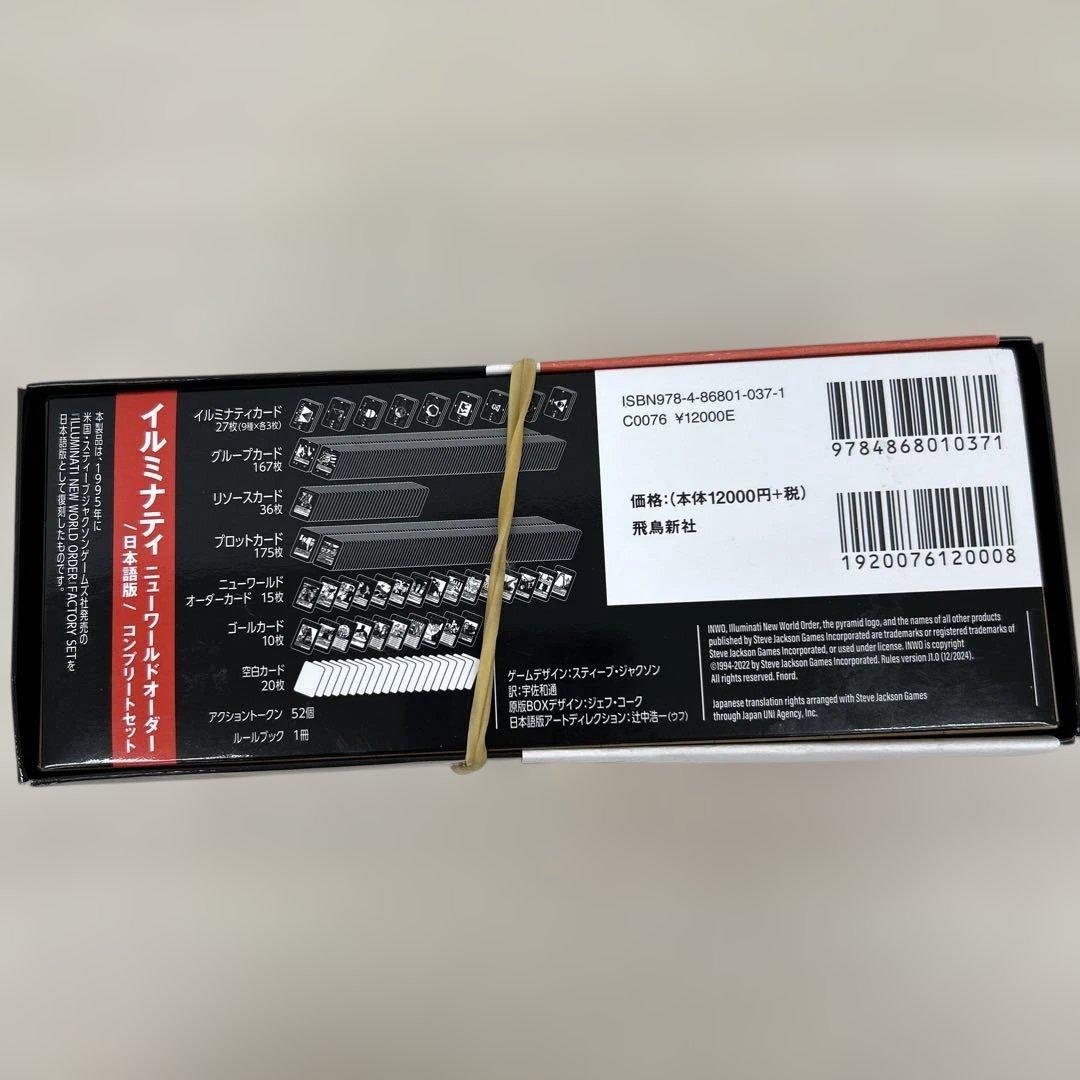 イルミナティ ニューワールドオーダー
/日本語版/ コンプリートセット
本製品は、1995年に
米国・スティーブジャクソンゲームズ社発売の
『ILLUMINATI NEW WORLD ORDER』 FACTORY SETを
日本語版として復刻したものです。
イルミナティカード
27枚(9種×各3枚)
グループカード
167枚
リソースカード
36枚
プロットカード
175枚
ニューワールド
オーダーカード 15枚
ゴールカード
10枚
空白カード
20枚
アクショントークン 52個
ルールブック 1冊
ISBN978-4-86801-037-1
C0076 ¥12000E
9784868010371
価格:(本体12000円+税)
飛鳥新社
1920076120008
ゲームデザイン:スティーブ・ジャクソン
訳:宇佐和通
原版BOXデザイン:ジェフ・コーク
日本語版アートディレクション:辻中浩一(ウフ)
INWO, Illuminati New World Order, the pyramid logo, and the names of all other products
published by Steve Jackson Games Incorporated are trademarks or registered trademarks of
Steve Jackson Games Incorporated, or used under license. INWO is copyright
©1994-2022 by Steve Jackson Games Incorporated. Rules version J1.0 (12/2024).
All rights reserved. Fnord.
Japanese translation rights arranged with Steve Jackson Games
through Japan UNI Agency, Inc.